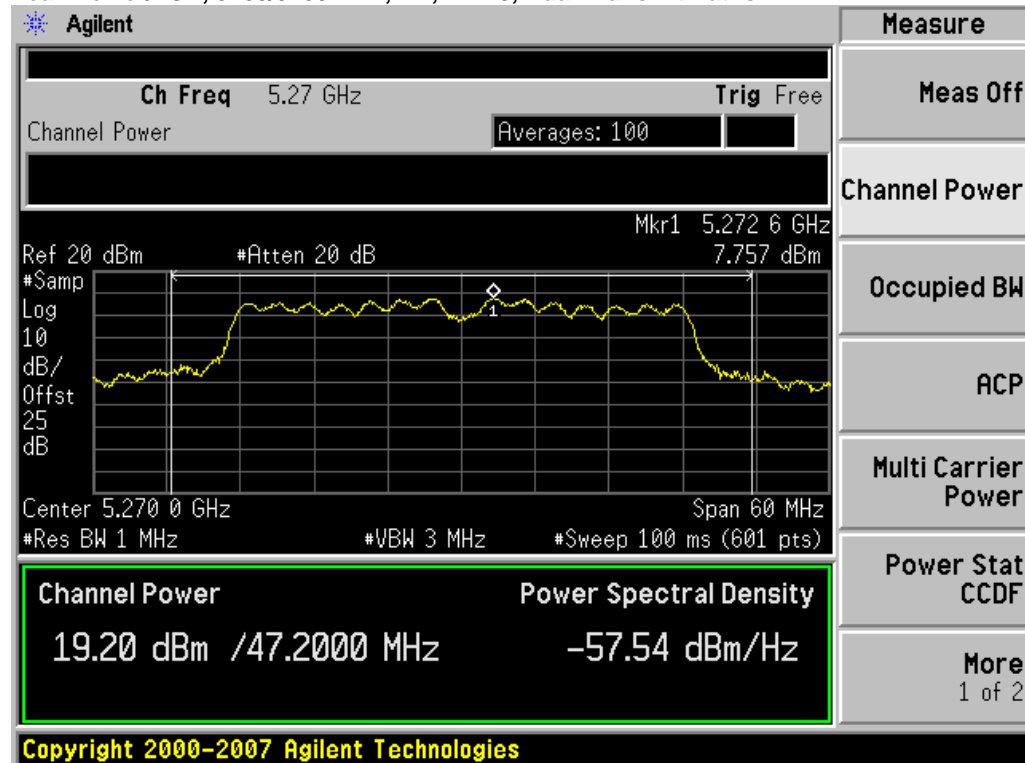 Agilent
Measure
Ch Freq 5.27 GHz
Trig Free
Channel Power
Averages: 100
Mkr1 5.272 6 GHz
7.757 dBm
Ref 20 dBm
#Atten 20 dB
#Samp
Log
10
dB/
Offst
25
dB
1
Center 5.270 0 GHz
Span 60 MHz
#Res BW 1 MHz
#VBW 3 MHz
#Sweep 100 ms (601 pts)
Channel Power
Power Spectral Density
19.20 dBm /47.2000 MHz
-57.54 dBm/Hz
Meas Off
Channel Power
Occupied BW
ACP
Multi Carrier
Power
Power Stat
CCDF
More
1 of 2
Copyright 2000-2007 Agilent Technologies